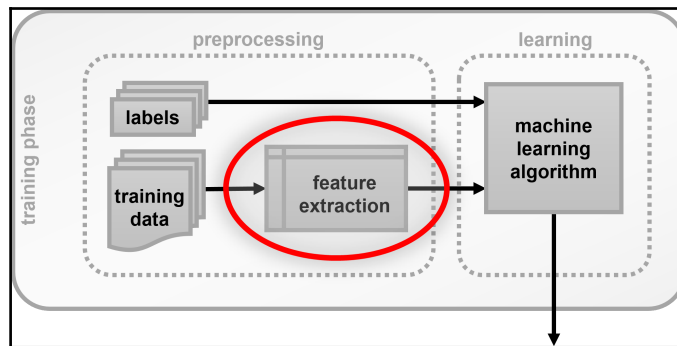 preprocessing
learning
training phase
labels
training
data
feature
extraction
machine
learning
algorithm